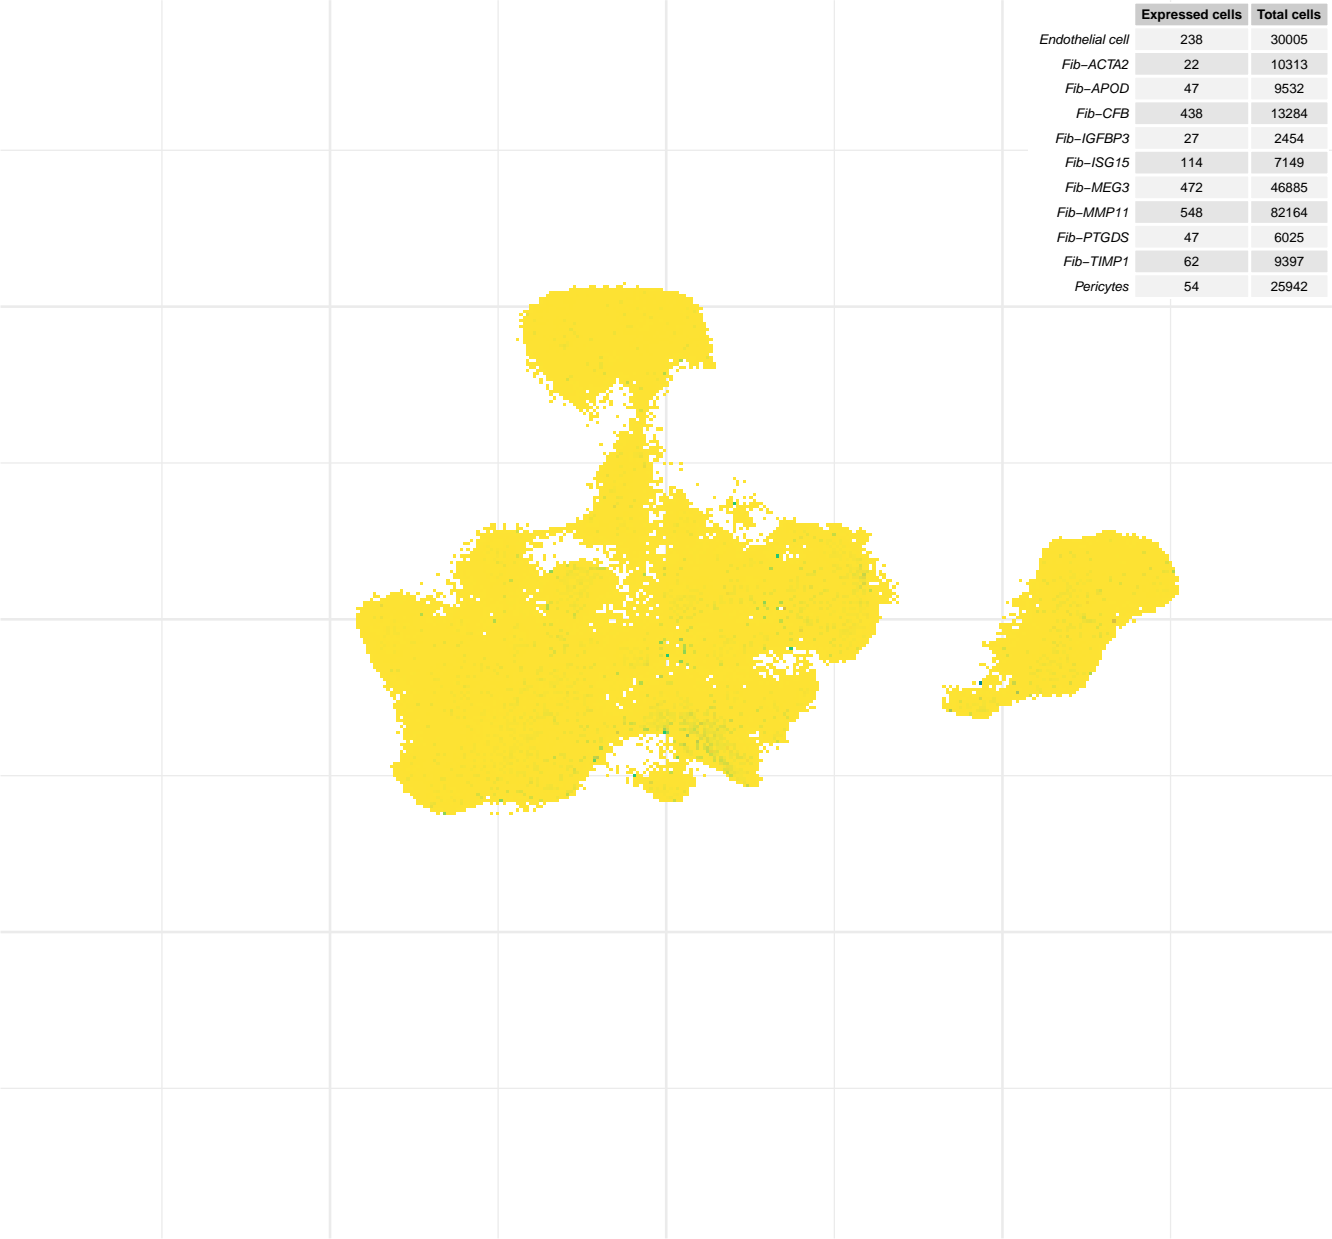 Expressed cells Total cells
Endothelial cell 238 30005
Fib−ACTA2 22 10313
Fib−APOD 47 9532
Fib−CFB 438 13284
Fib−IGFBP3 27 2454
Fib−ISG15 114 7149
Fib−MEG3 472 46885
Fib−MMP11 548 82164
Fib−PTGDS 47 6025
Fib−TIMP1 62 9397
Pericytes 54 25942